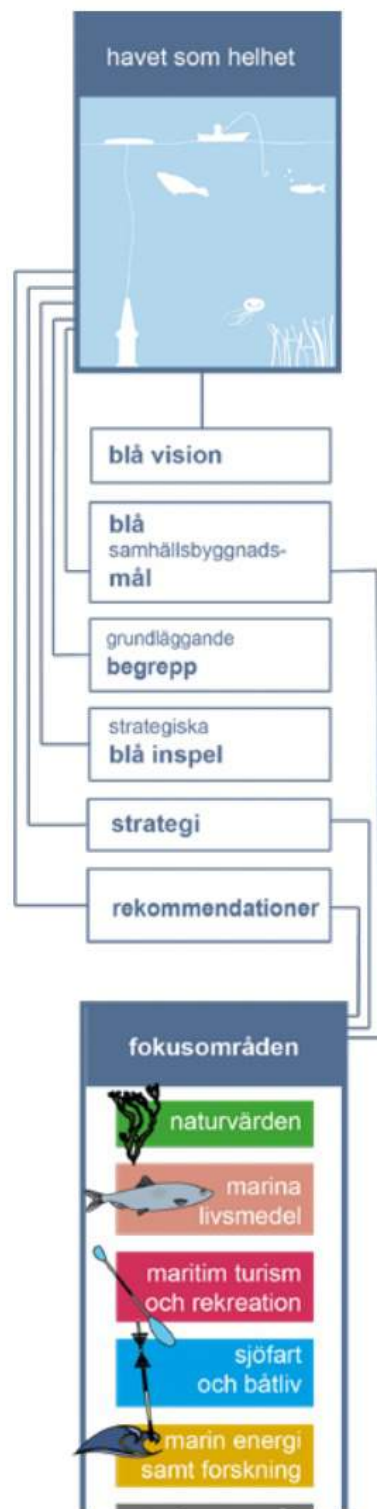 havet som helhet
blå vision
blå
samhällsbyggnads-
mål
grundläggande
begrepp
strategiska
blå inspel
strategi
rekommendationer
fokusområden
naturvärden
marina
livsmedel
maritim turism
och rekreation
sjöfart
och båtliv
marin energi
samt forskning